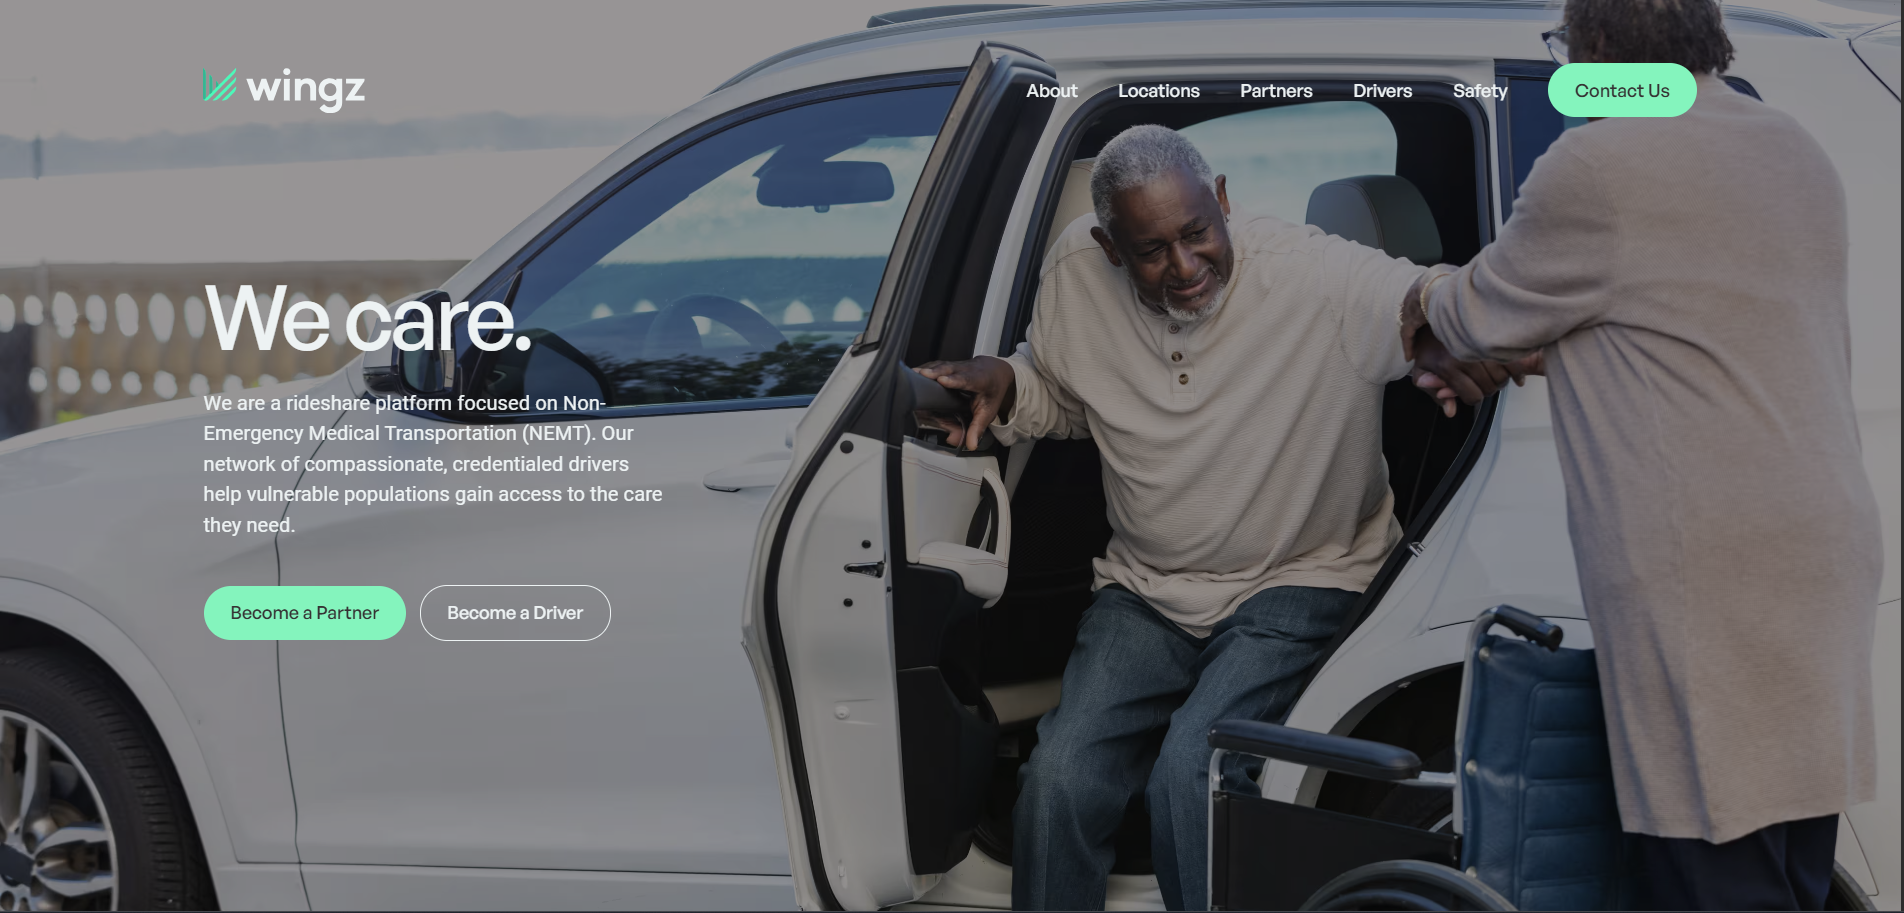 wingz
About Locations Partners Drivers Safety Contact Us
We care.
We are a rideshare platform focused on Non-
Emergency Medical Transportation (NEMT). Our
network of compassionate, credentialed drivers
help vulnerable populations gain access to the care
they need.
Become a Partner Become a Driver